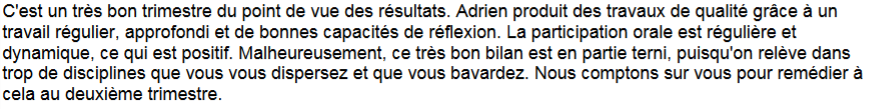 C'est un très bon trimestre du point de vue des résultats. Adrien produit des travaux de qualité grâce à un
travail régulier, approfondi et de bonnes capacités de réflexion. La participation orale est régulière et
dynamique, ce qui est positif. Malheureusement, ce très bon bilan est en partie terni, puisqu'on relève dans
trop de disciplines que vous vous dispersez et que vous bavardez. Nous comptons sur vous pour remédier à
cela au deuxième trimestre.